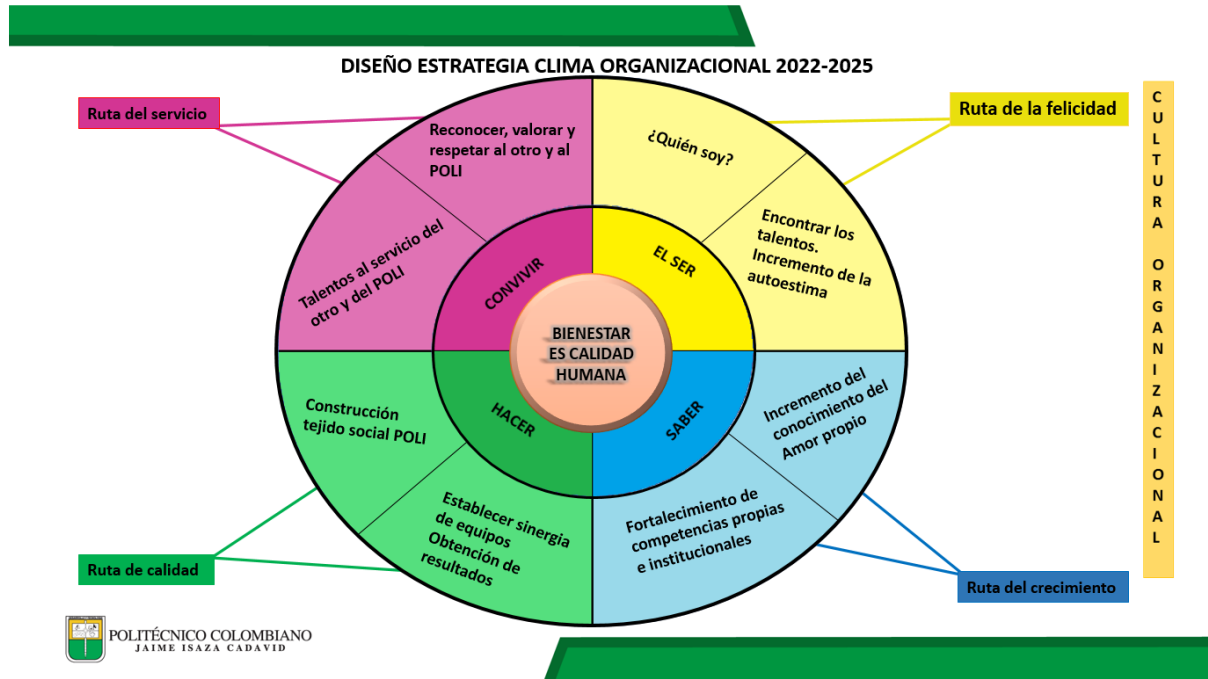 DISEÑO ESTRATEGIA CLIMA ORGANIZACIONAL 2022-2025
Ruta del servicio
Reconocer, valorar y
respetar al otro y al
POLI
Talentos al servicio del
otro y del POLI
CONVIVIR
¿Quién soy?
Encontrar los
talentos.
Incremento de la
autoestima
EL SER
Ruta de la felicidad
CULTURA ORGANIZACIONAL
BIENESTAR
ES CALIDAD
HUMANA
HACER
Construcción
tejido social POLI
Establecer sinergia
de equipos
Obtención de
resultados
Ruta de calidad
SABER
Incremento del
conocimiento del
Amor propio
Fortalecimiento de
competencias propias
e institucionales
Ruta del crecimiento
POLITÉCNICO COLOMBIANO
JAIME ISAZA CADAVID